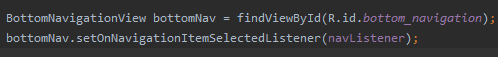 BottomNavigationView bottomNav = findViewById(R.id.bottom_navigation);
bottomNav.setOnNavigationItemSelectedListener(navListener);